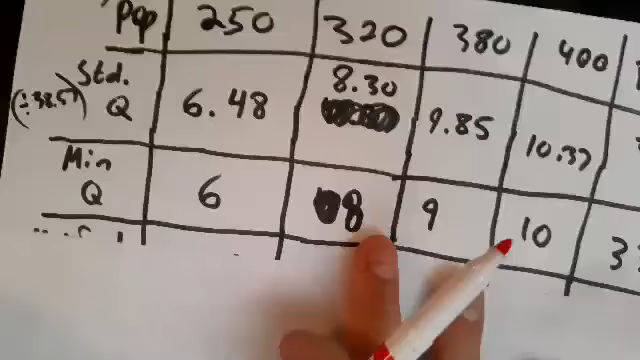 Pop 250 320 380 400
Std. 8.30
(÷38.57) Q 6.48 9.85 10.37
Min
Q 6 8 9 10 3